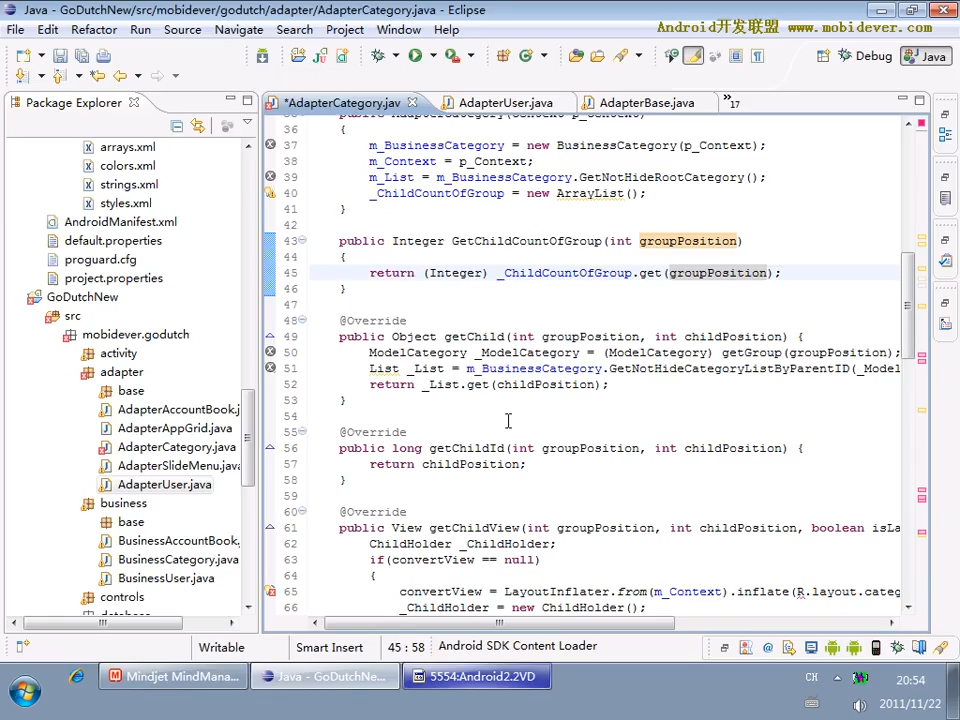 Java - GoDutchNew/src/mobidever/godutch/adapter/AdapterCategory.java - Eclipse
Android开发联盟 www.mobidever.com
File Edit Refactor Run Source Navigate Search Project Window Help
Debug
Java
Package Explorer
*AdapterCategory.jav
AdapterUser.java
AdapterBase.java
»17
arrays.xml
colors.xml
strings.xml
styles.xml
AndroidManifest.xml
default.properties
proguard.cfg
project.properties
GoDutchNew
src
mobidever.godutch
activity
adapter
base
AdapterAccountBook.j
AdapterAppGrid.java
AdapterCategory.java
AdapterSlideMenu.java
AdapterUser.java
business
base
BusinessAccountBook.
BusinessCategory.java
BusinessUser.java
controls
36 {
37 m_BusinessCategory = new BusinessCategory(p_Context);
38 m_Context = p_Context;
39 m_List = m_BusinessCategory.GetNotHideRootCategory();
40 _ChildCountOfGroup = new ArrayList();
41 }
42
43 public Integer GetChildCountOfGroup(int groupPosition)
44 {
45 return (Integer) _ChildCountOfGroup.get(groupPosition);
46 }
47
48 @Override
49 public Object getChild(int groupPosition, int childPosition) {
50 ModelCategory _ModelCategory = (ModelCategory) getGroup(groupPosition);
51 List _List = m_BusinessCategory.GetNotHideCategoryListByParentID(_Model
52 return _List.get(childPosition);
53 }
54
55 @Override
56 public long getChildId(int groupPosition, int childPosition) {
57 return childPosition;
58 }
59
60 @Override
61 public View getChildView(int groupPosition, int childPosition, boolean isLa
62 ChildHolder _ChildHolder;
63 if(convertView == null)
64 {
65 convertView = LayoutInflater.from(m_Context).inflate(R.layout.categ
66 _ChildHolder = new ChildHolder();
Writable
Smart Insert
45 : 58
Android SDK Content Loader
Mindjet MindMana...
Java - GoDutchNe...
5554:Android2.2VD
CH
20:54
2011/11/22